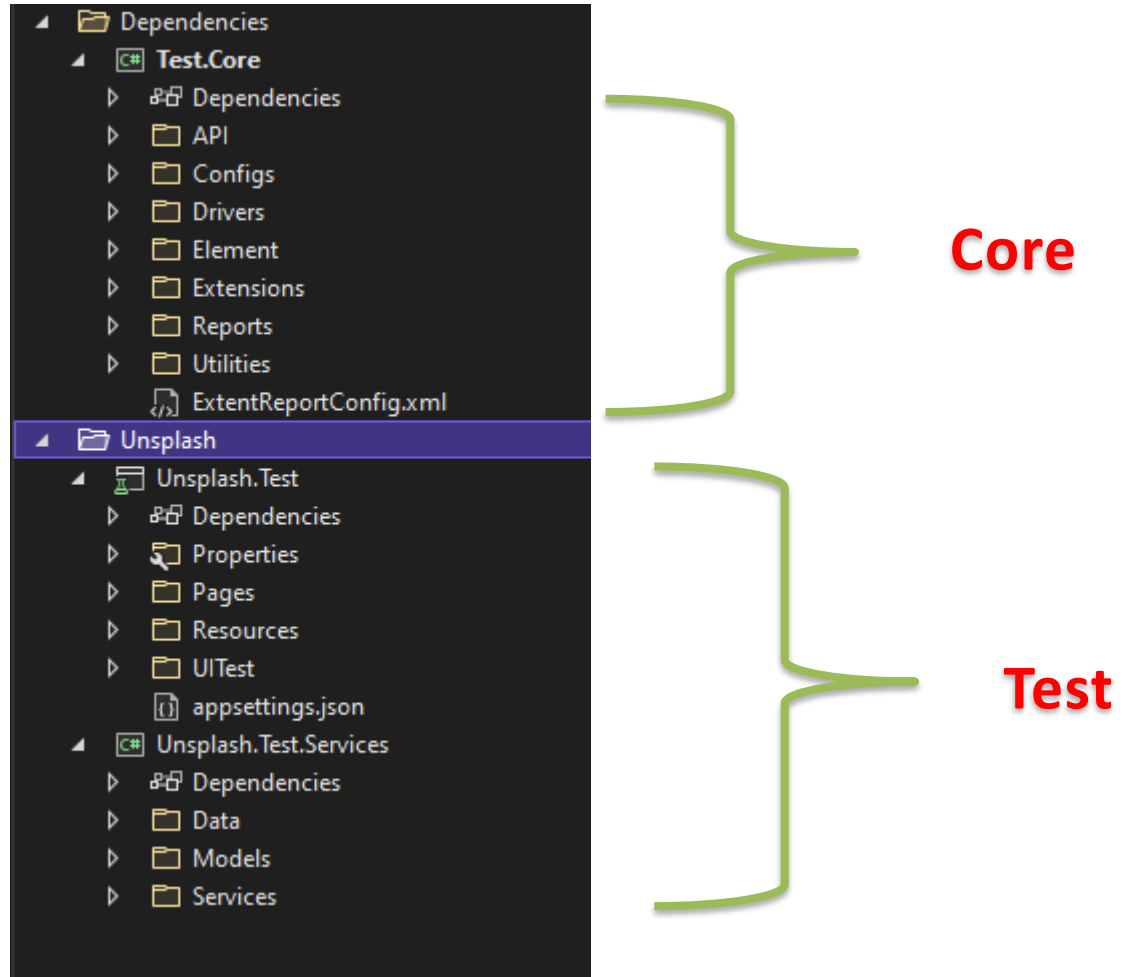 Dependencies
C# Test.Core
Dependencies
API
Configs
Drivers
Element
Extensions
Reports
Utilities
ExtentReportConfig.xml
Unsplash
Unsplash.Test
Dependencies
Properties
Pages
Resources
UITest
appsettings.json
C# Unsplash.Test.Services
Dependencies
Data
Models
Services
Core
Test